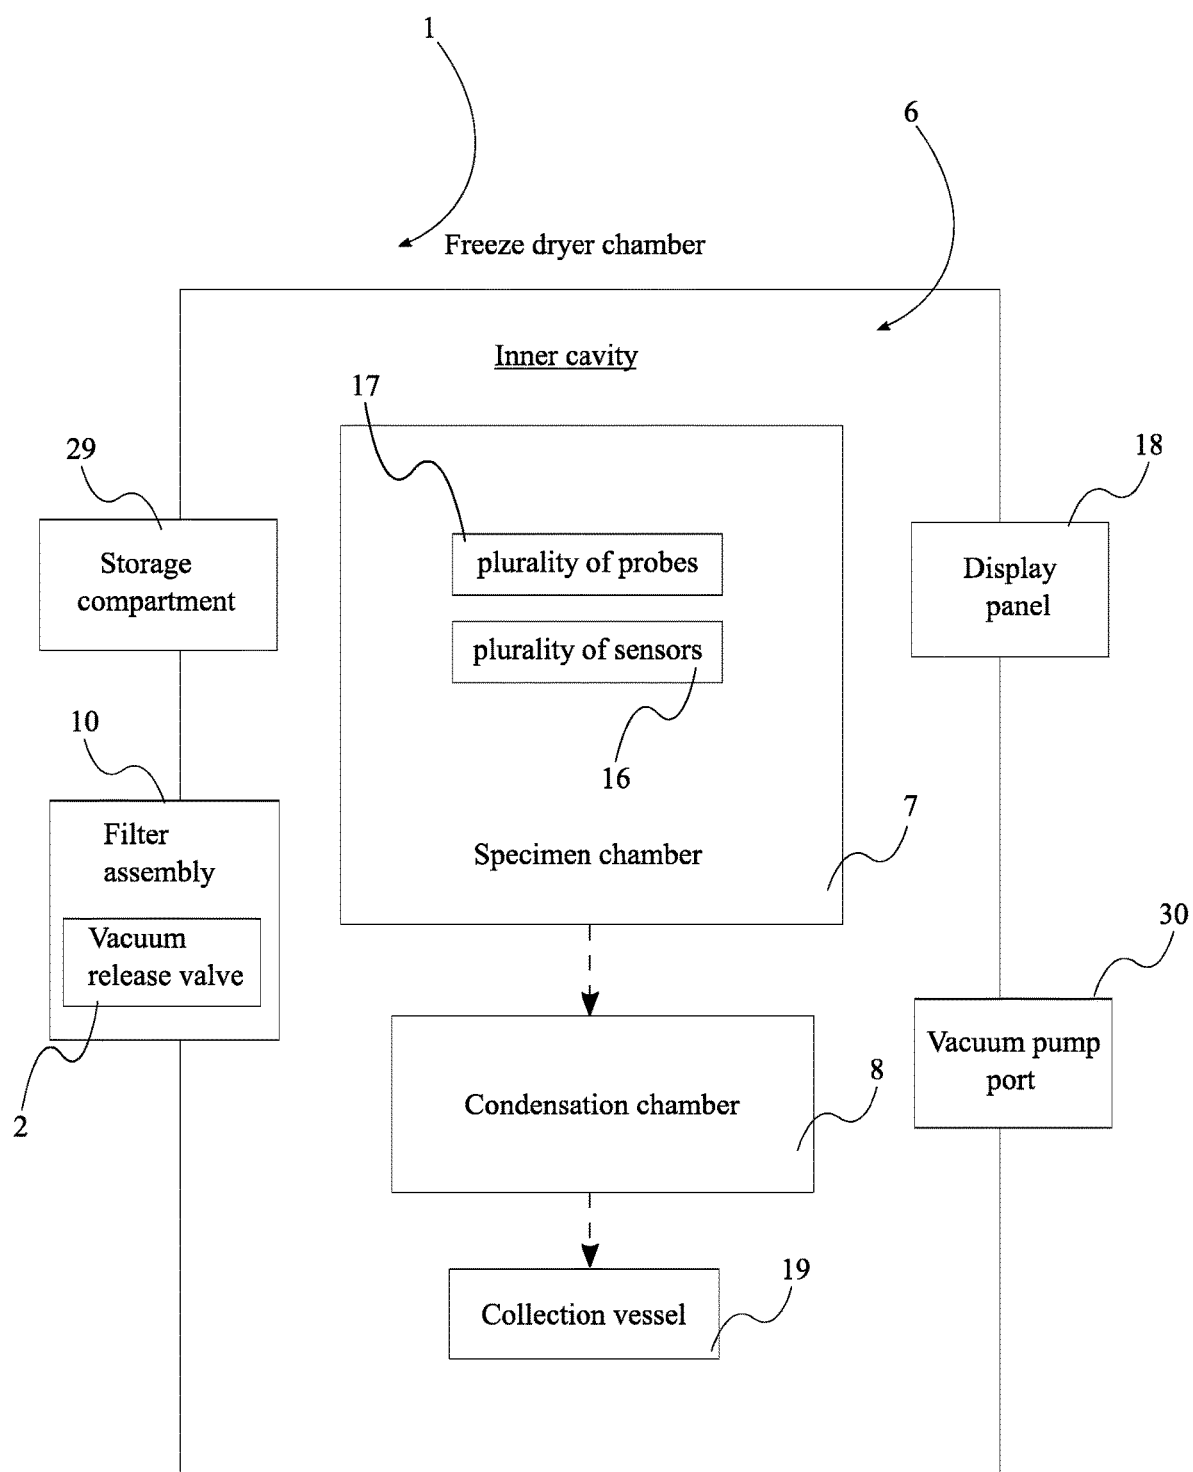 1
6
Freeze dryer chamber
Inner cavity
17
29
18
Storage
compartment
plurality of probes
Display
panel
plurality of sensors
10
16
7
Filter
assembly
Specimen chamber
Vacuum
release valve
30
2
Vacuum pump
port
8
Condensation chamber
19
Collection vessel